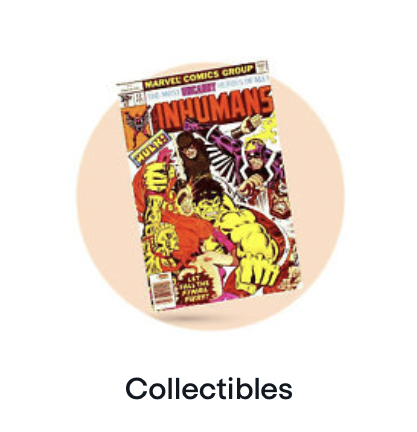 MARVEL COMICS GROUP
THE MOST UNCANNY HEROES OF ALL!
INHUMANS
HULK!
LET
FALL THE
FINAL
FURY!
Collectibles